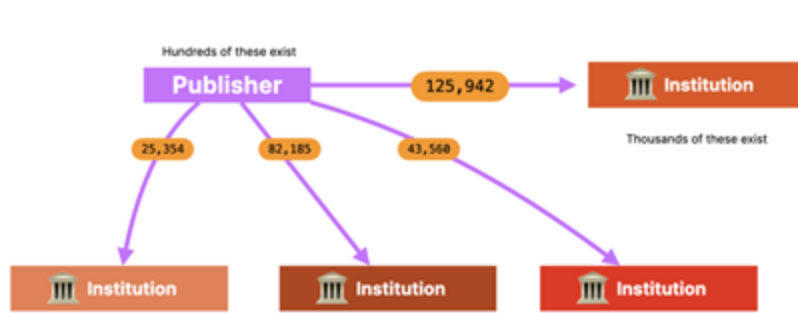 Hundreds of these exist
Publisher
125,942
Institution
Thousands of these exist
25,354
82,185
43,560
Institution
Institution
Institution